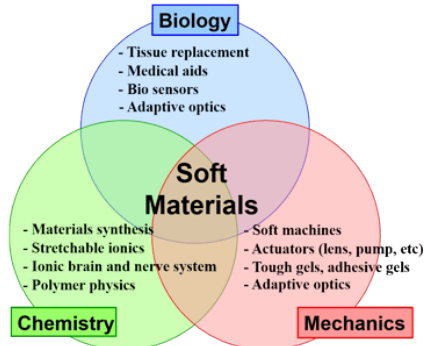 Biology
- Tissue replacement
- Medical aids
- Bio sensors
- Adaptive optics
Soft
Materials
- Materials synthesis
- Stretchable ionics
- Ionic brain and nerve system
- Polymer physics
- Soft machines
- Actuators (lens, pump, etc)
- Tough gels, adhesive gels
- Adaptive optics
Chemistry
Mechanics